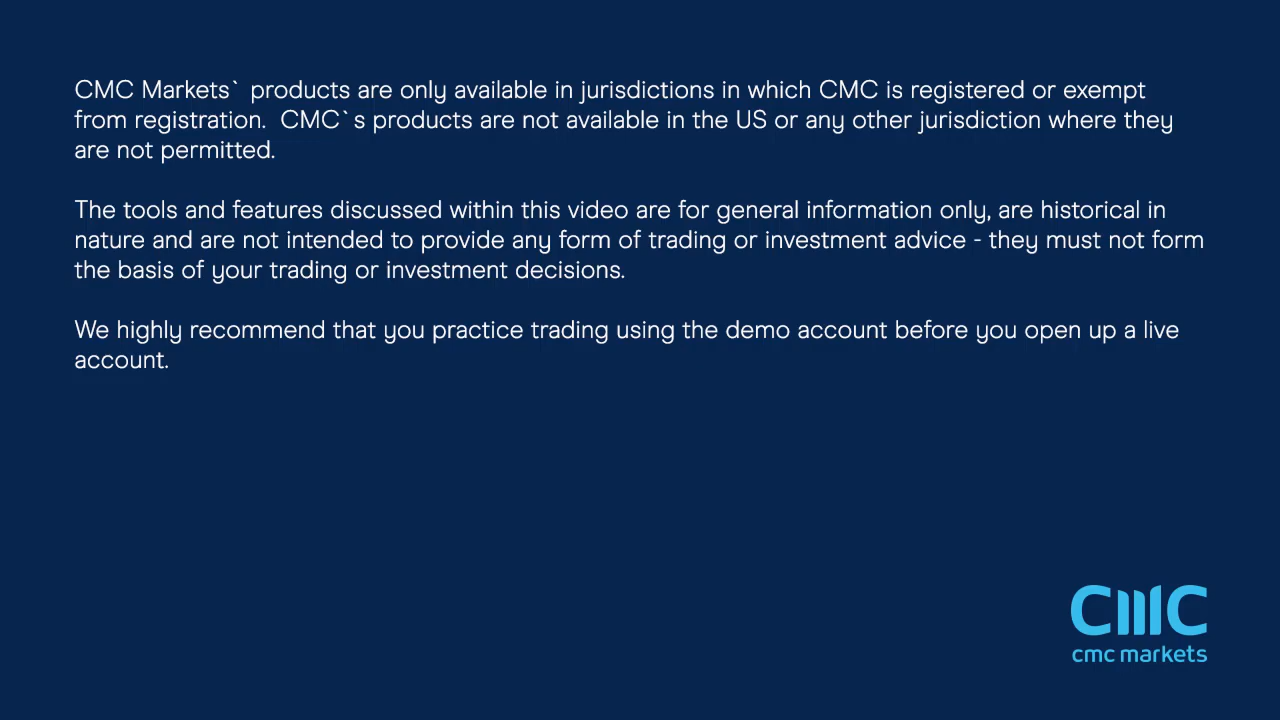 CMC Markets` products are only available in jurisdictions in which CMC is registered or exempt
from registration.  CMC`s products are not available in the US or any other jurisdiction where they
are not permitted.
The tools and features discussed within this video are for general information only, are historical in
nature and are not intended to provide any form of trading or investment advice - they must not form
the basis of your trading or investment decisions.
We highly recommend that you practice trading using the demo account before you open up a live
account.
CMC
cmc markets